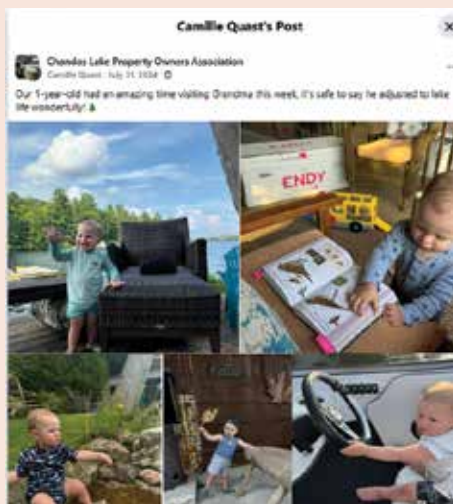 Camillie Quast's Post
Chandos Lake Property Owners Association
Camille Quast · July 31, 2024
Our 1-year-old had an amazing time visiting Grandma this week, it's safe to say he adjusted to lake
life wonderfully!
ENDY